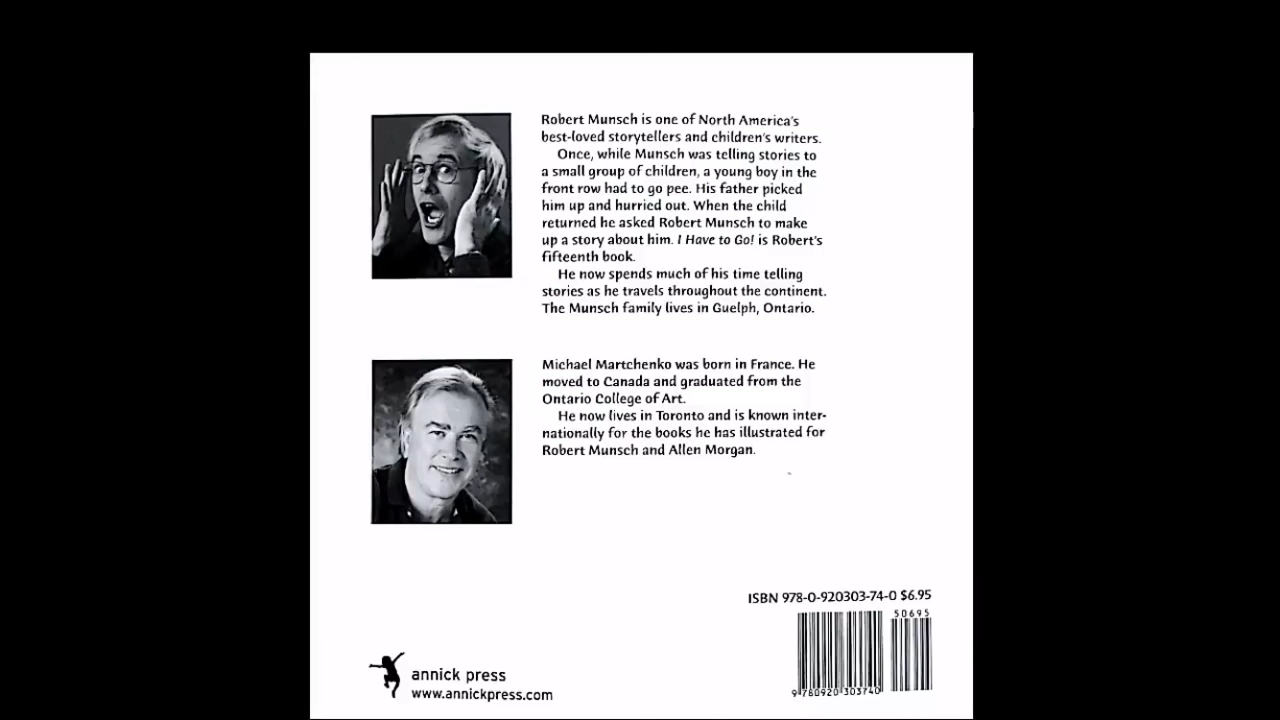 Robert Munsch is one of North America's
best-loved storytellers and children's writers.
Once, while Munsch was telling stories to
a small group of children, a young boy in the
front row had to go pee. His father picked
him up and hurried out. When the child
returned he asked Robert Munsch to make
up a story about him. I Have to Go! is Robert's
fifteenth book.
He now spends much of his time telling
stories as he travels throughout the continent.
The Munsch family lives in Guelph, Ontario.
Michael Martchenko was born in France. He
moved to Canada and graduated from the
Ontario College of Art.
He now lives in Toronto and is known inter-
nationally for the books he has illustrated for
Robert Munsch and Allen Morgan.
ISBN 978-0-920303-74-0 $6.95
50695
9 780920 303740
annick press
www.annickpress.com